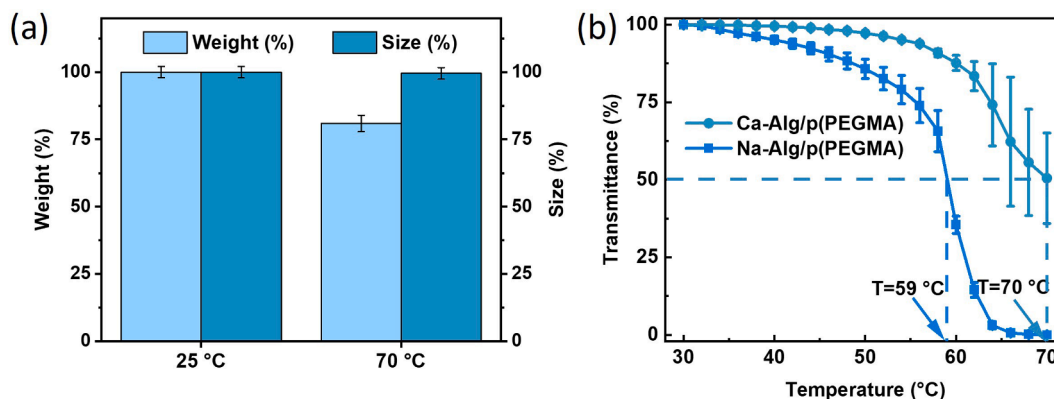 (a)
Weight (%)
Size (%)
100
75
50
25
0
100
75
50
25
0
Weight (%)
Size (%)
25 °C
70 °C
(b)
100
75
50
25
0
Transmittance (%)
Ca-Alg/p(PEGMA)
Na-Alg/p(PEGMA)
T=59 °C
T=70 °C
30
40
50
60
70
Temperature (°C)